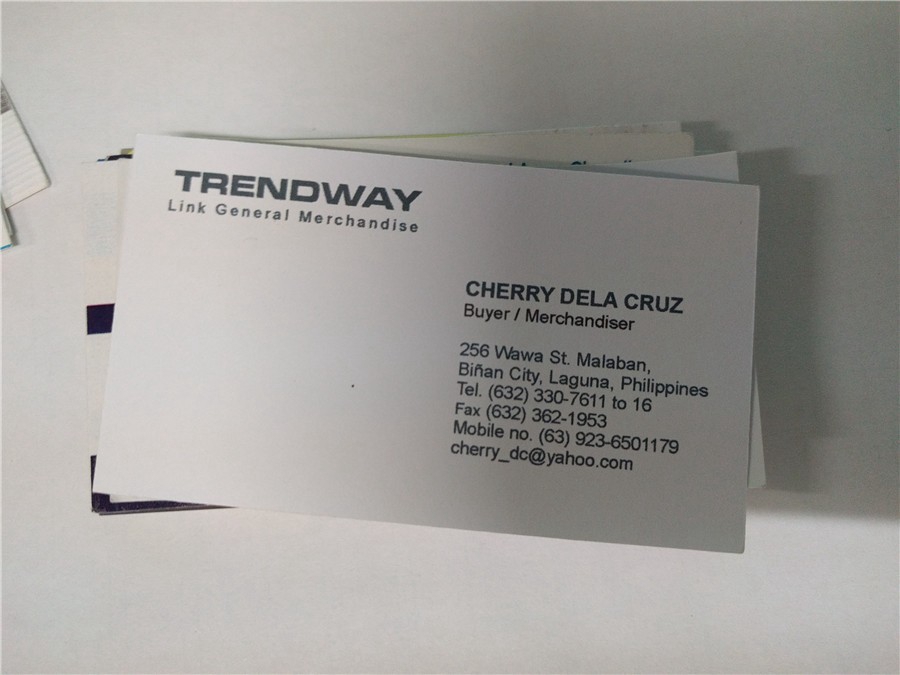 TRENDWAY
Link General Merchandise
CHERRY DELA CRUZ
Buyer / Merchandiser
256 Wawa St. Malaban,
Biñan City, Laguna, Philippines
Tel. (632) 330-7611 to 16
Fax (632) 362-1953
Mobile no. (63) 923-6501179
cherry_dc@yahoo.com